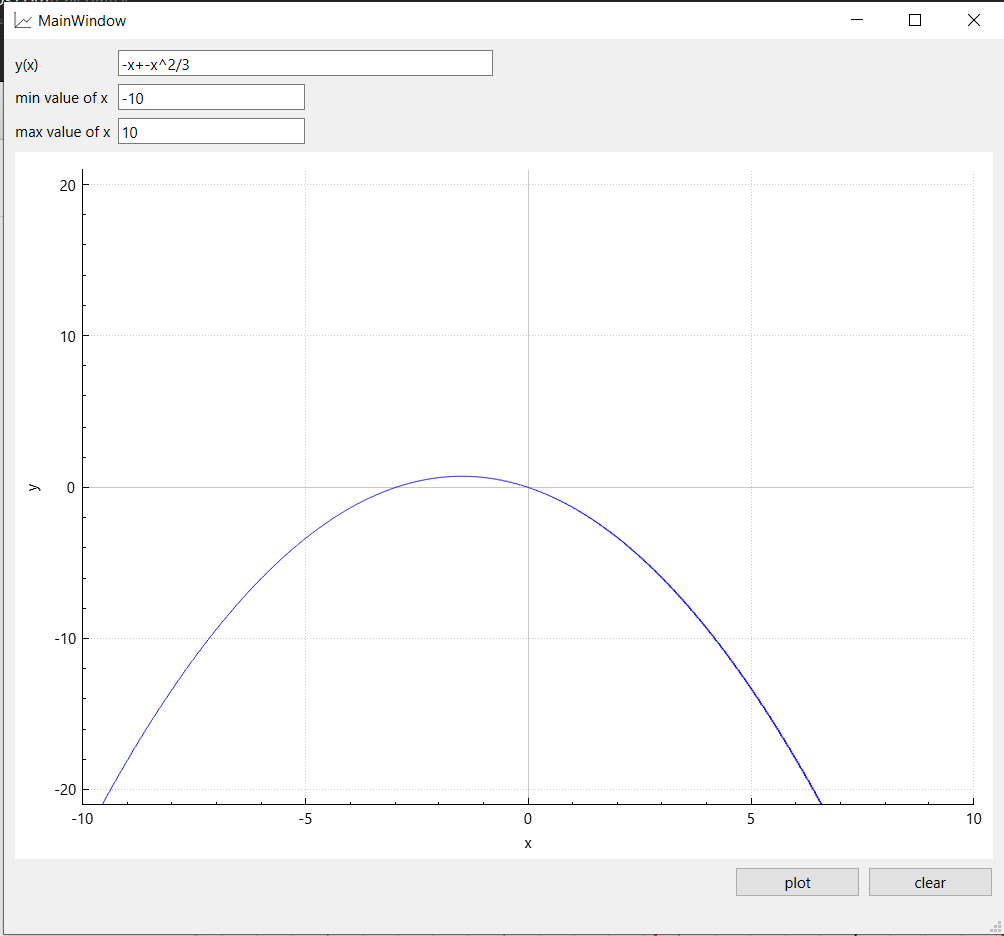 MainWindow
y(x) -x+-x^2/3
min value of x -10
max value of x 10
20
10
0
-10
-20
y
-10 -5 0 5 10
x
plot clear